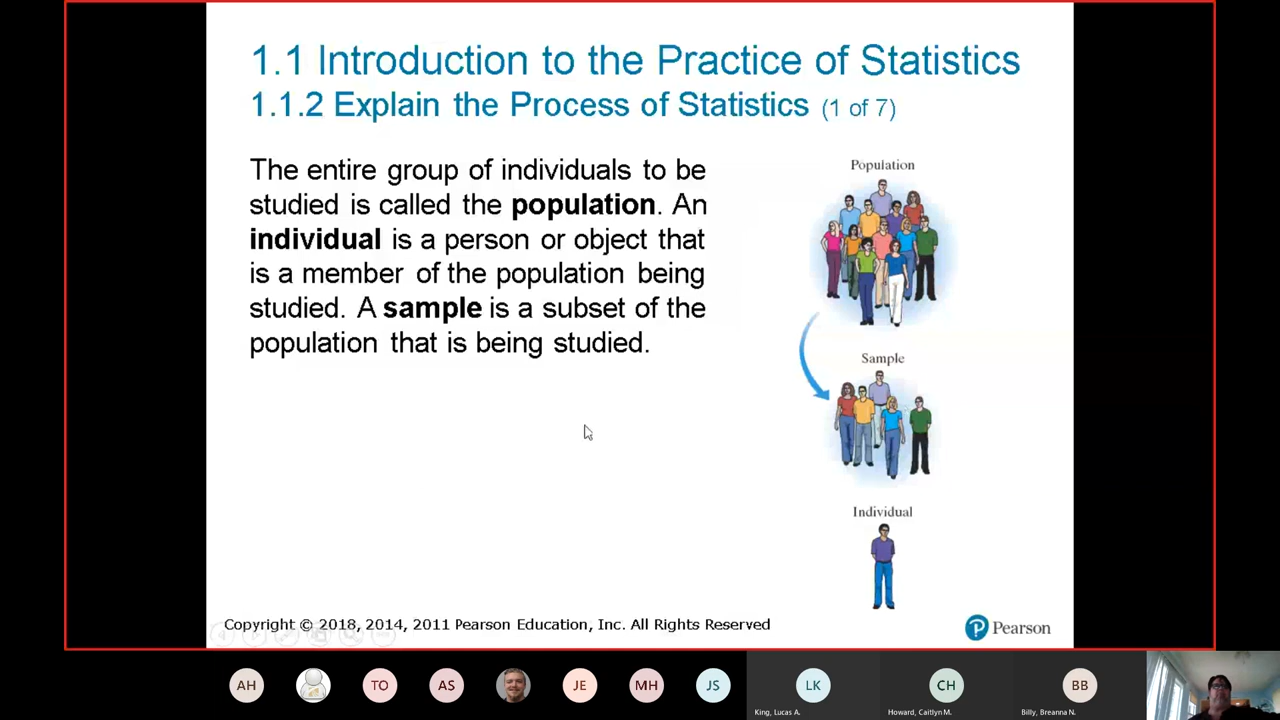 1.1 Introduction to the Practice of Statistics
1.1.2 Explain the Process of Statistics (1 of 7)
The entire group of individuals to be
studied is called the population. An
individual is a person or object that
is a member of the population being
studied. A sample is a subset of the
population that is being studied.
Population
Sample
Individual
Copyright © 2018, 2014, 2011 Pearson Education, Inc. All Rights Reserved
Pearson
AH
TO
AS
JE
MH
JS
LK
CH
BB
King, Lucas A.
Howard, Caitlyn M.
Billy, Breanna N.